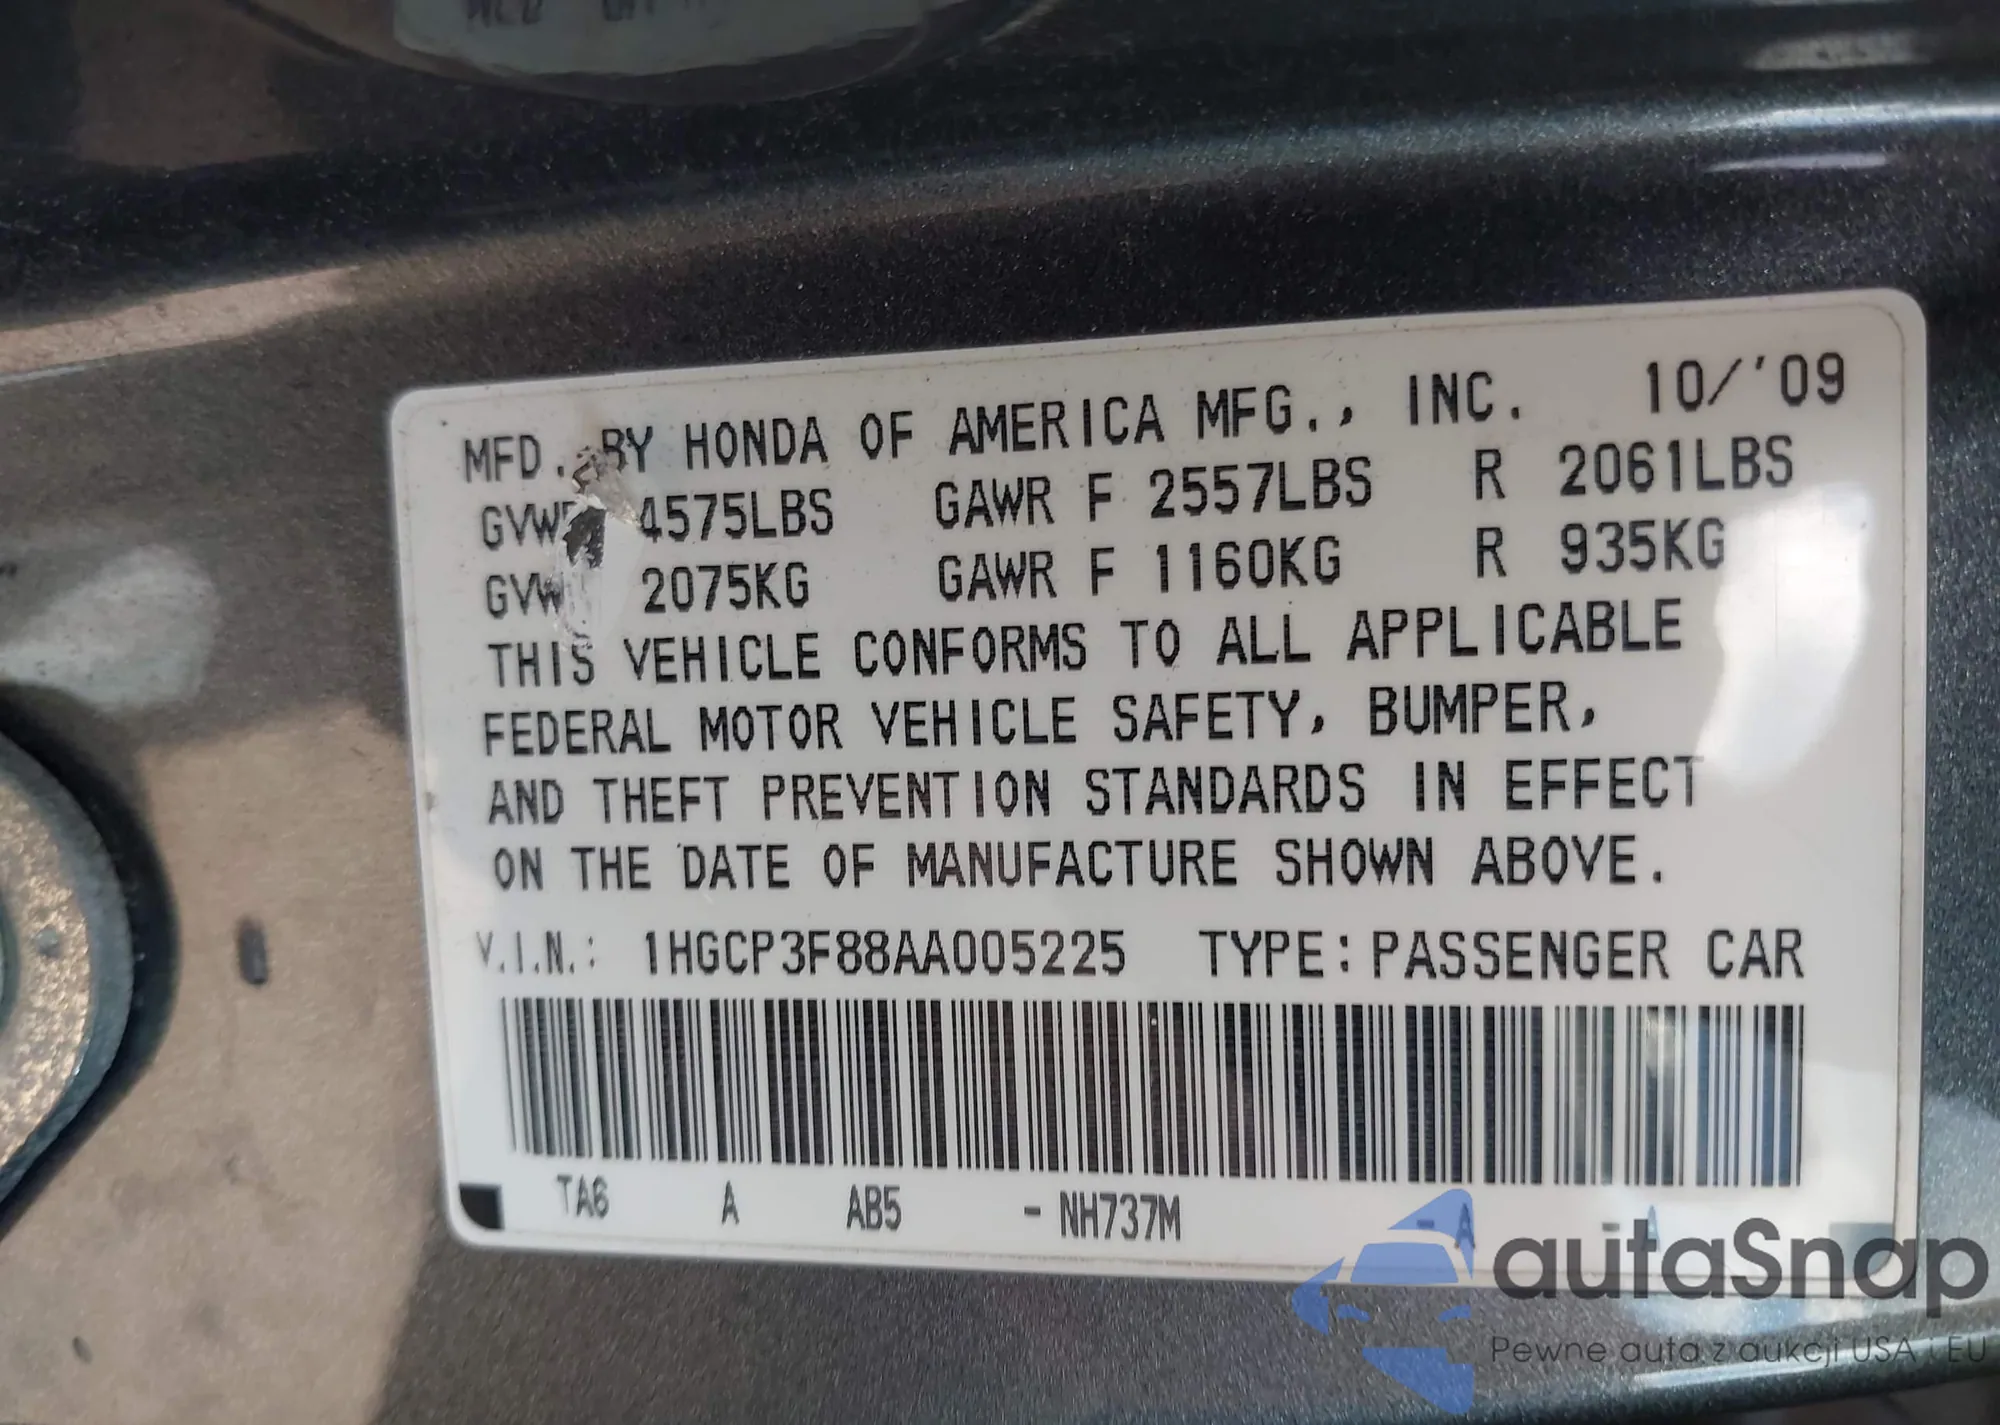 MFD. BY HONDA OF AMERICA MFG., INC. 10/'09
GVWR 4575LBS GAWR F 2557LBS R 2061LBS
GVW 2075KG GAWR F 1160KG R 935KG
THIS VEHICLE CONFORMS TO ALL APPLICABLE
FEDERAL MOTOR VEHICLE SAFETY, BUMPER,
AND THEFT PREVENTION STANDARDS IN EFFECT
ON THE DATE OF MANUFACTURE SHOWN ABOVE.
V.I.N.: 1HGCP3F88AA005225 TYPE: PASSENGER CAR
TA6 A AB5 - NH737M - A - A
autaSnap
Pewne auta z aukcji USA i EU